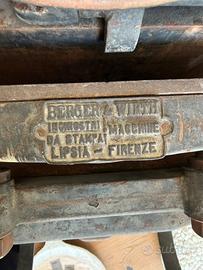 BERGER & WIRTH
INCHIOSTRI & MACCHINE
DA STAMPA
LIPSIA - FIRENZE